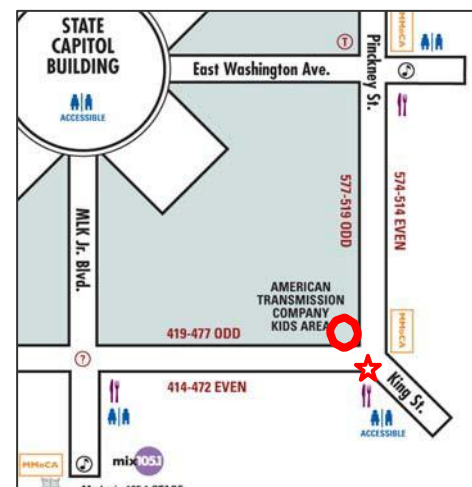 STATE
CAPITOL
BUILDING
ACCESSIBLE
T
Pinckney St.
MMoCA
East Washington Ave.
577-519 ODD
574-514 EVEN
MLK Jr. Blvd.
AMERICAN
TRANSMISSION
COMPANY
KIDS AREA
MMoCA
419-477 ODD
?
414-472 EVEN
King St.
ACCESSIBLE
MMoCA
mix105.1